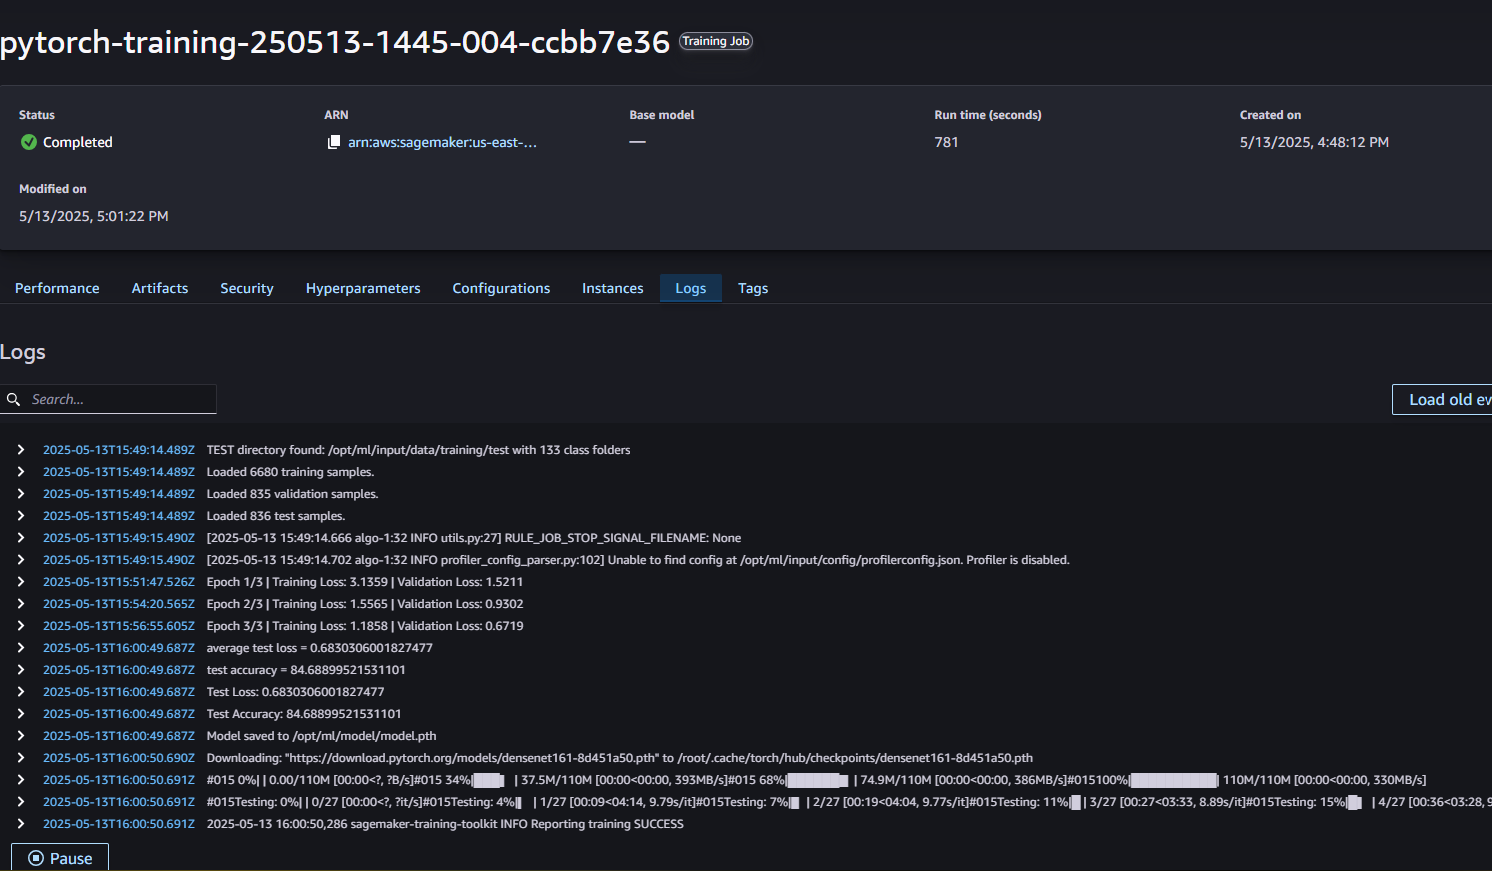 pytorch-training-250513-1445-004-ccbb7e36 Training Job
Status ARN Base model Run time (seconds) Created on
Completed arn:aws:sagemaker:us-east-... — 781 5/13/2025, 4:48:12 PM
Modified on
5/13/2025, 5:01:22 PM
Performance Artifacts Security Hyperparameters Configurations Instances Logs Tags
Logs
Search...
Load old ev
2025-05-13T15:49:14.489Z TEST directory found: /opt/ml/input/data/training/test with 133 class folders
2025-05-13T15:49:14.489Z Loaded 6680 training samples.
2025-05-13T15:49:14.489Z Loaded 835 validation samples.
2025-05-13T15:49:14.489Z Loaded 836 test samples.
2025-05-13T15:49:15.490Z [2025-05-13 15:49:14.666 algo-1:32 INFO utils.py:27] RULE_JOB_STOP_SIGNAL_FILENAME: None
2025-05-13T15:49:15.490Z [2025-05-13 15:49:14.702 algo-1:32 INFO profiler_config_parser.py:102] Unable to find config at /opt/ml/input/config/profilerconfig.json. Profiler is disabled.
2025-05-13T15:51:47.526Z Epoch 1/3 | Training Loss: 3.1359 | Validation Loss: 1.5211
2025-05-13T15:54:20.565Z Epoch 2/3 | Training Loss: 1.5565 | Validation Loss: 0.9302
2025-05-13T15:56:55.605Z Epoch 3/3 | Training Loss: 1.1858 | Validation Loss: 0.6719
2025-05-13T16:00:49.687Z average test loss = 0.6830306001827477
2025-05-13T16:00:49.687Z test accuracy = 84.68899521531101
2025-05-13T16:00:49.687Z Test Loss: 0.6830306001827477
2025-05-13T16:00:49.687Z Test Accuracy: 84.68899521531101
2025-05-13T16:00:49.687Z Model saved to /opt/ml/model/model.pth
2025-05-13T16:00:50.690Z Downloading: "https://download.pytorch.org/models/densenet161-8d451a50.pth" to /root/.cache/torch/hub/checkpoints/densenet161-8d451a50.pth
2025-05-13T16:00:50.691Z #015 0%| | 0.00/110M [00:00<?, ?B/s]#015 34%|███▍ | 37.5M/110M [00:00<00:00, 393MB/s]#015 68%|██████▊ | 74.9M/110M [00:00<00:00, 386MB/s]#015100%|██████████| 110M/110M [00:00<00:00, 330MB/s]
2025-05-13T16:00:50.691Z #015Testing: 0%| | 0/27 [00:00<?, ?it/s]#015Testing: 4%|▎ | 1/27 [00:09<04:14, 9.79s/it]#015Testing: 7%|▋ | 2/27 [00:19<04:04, 9.77s/it]#015Testing: 11%|█ | 3/27 [00:27<03:33, 8.89s/it]#015Testing: 15%|█▍ | 4/27 [00:36<03:28, 9
2025-05-13T16:00:50.691Z 2025-05-13 16:00:50,286 sagemaker-training-toolkit INFO Reporting training SUCCESS
Pause